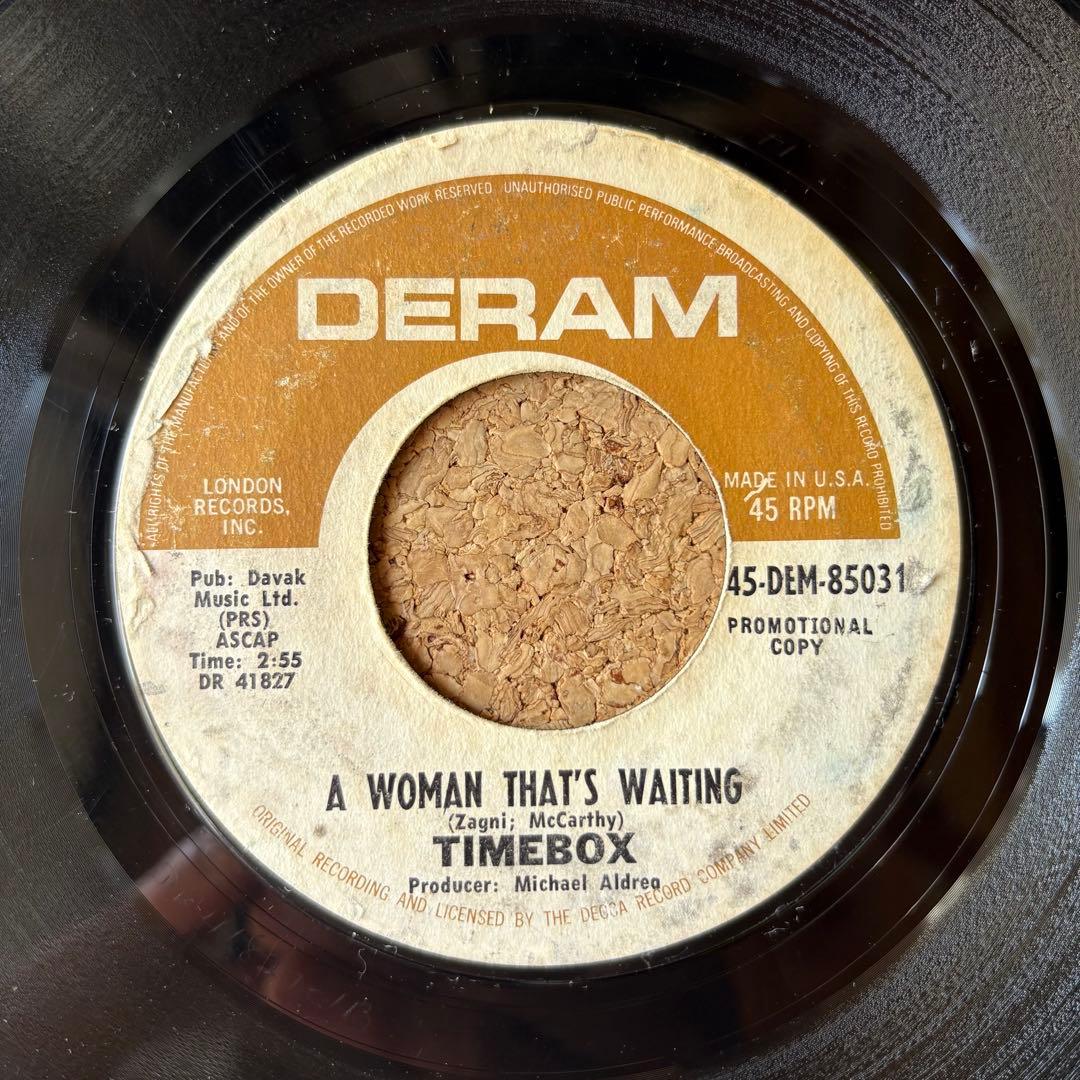 ALL RIGHTS OF THE MANUFACTURER AND OF THE OWNER OF THE RECORDED WORK RESERVED UNAUTHORISED PUBLIC PERFORMANCE, BROADCASTING AND COPYING OF THIS RECORD PROHIBITED
DERAM
LONDON
RECORDS,
INC.
MADE IN U.S.A.
45 RPM
Pub: Davak
Music Ltd.
(PRS)
ASCAP
Time: 2:55
DR 41827
45-DEM-85031
PROMOTIONAL
COPY
A WOMAN THAT'S WAITING
(Zagni; McCarthy)
TIMEBOX
Producer: Michael Aldred
ORIGINAL RECORDING AND LICENSED BY THE DECCA RECORD COMPANY LIMITED